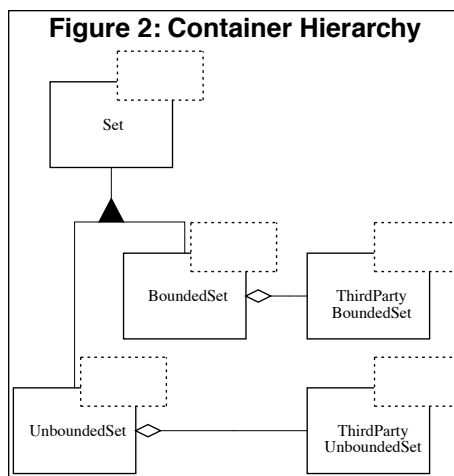 Figure 2: Container Hierarchy
Set
BoundedSet
ThirdParty
BoundedSet
UnboundedSet
ThirdParty
UnboundedSet